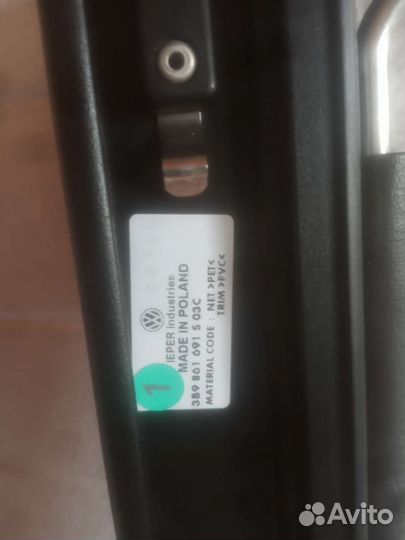 IEPER Industries
MADE IN POLAND
3B9 861 691 S 03C
MATERIAL CODE : NET >PET<
TRIM >PVC<
1
Avito